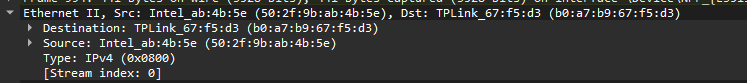 Ethernet II, Src: Intel_ab:4b:5e (50:2f:9b:ab:4b:5e), Dst: TPLink_67:f5:d3 (b0:a7:b9:67:f5:d3)
Destination: TPLink_67:f5:d3 (b0:a7:b9:67:f5:d3)
Source: Intel_ab:4b:5e (50:2f:9b:ab:4b:5e)
Type: IPv4 (0x0800)
[Stream index: 0]